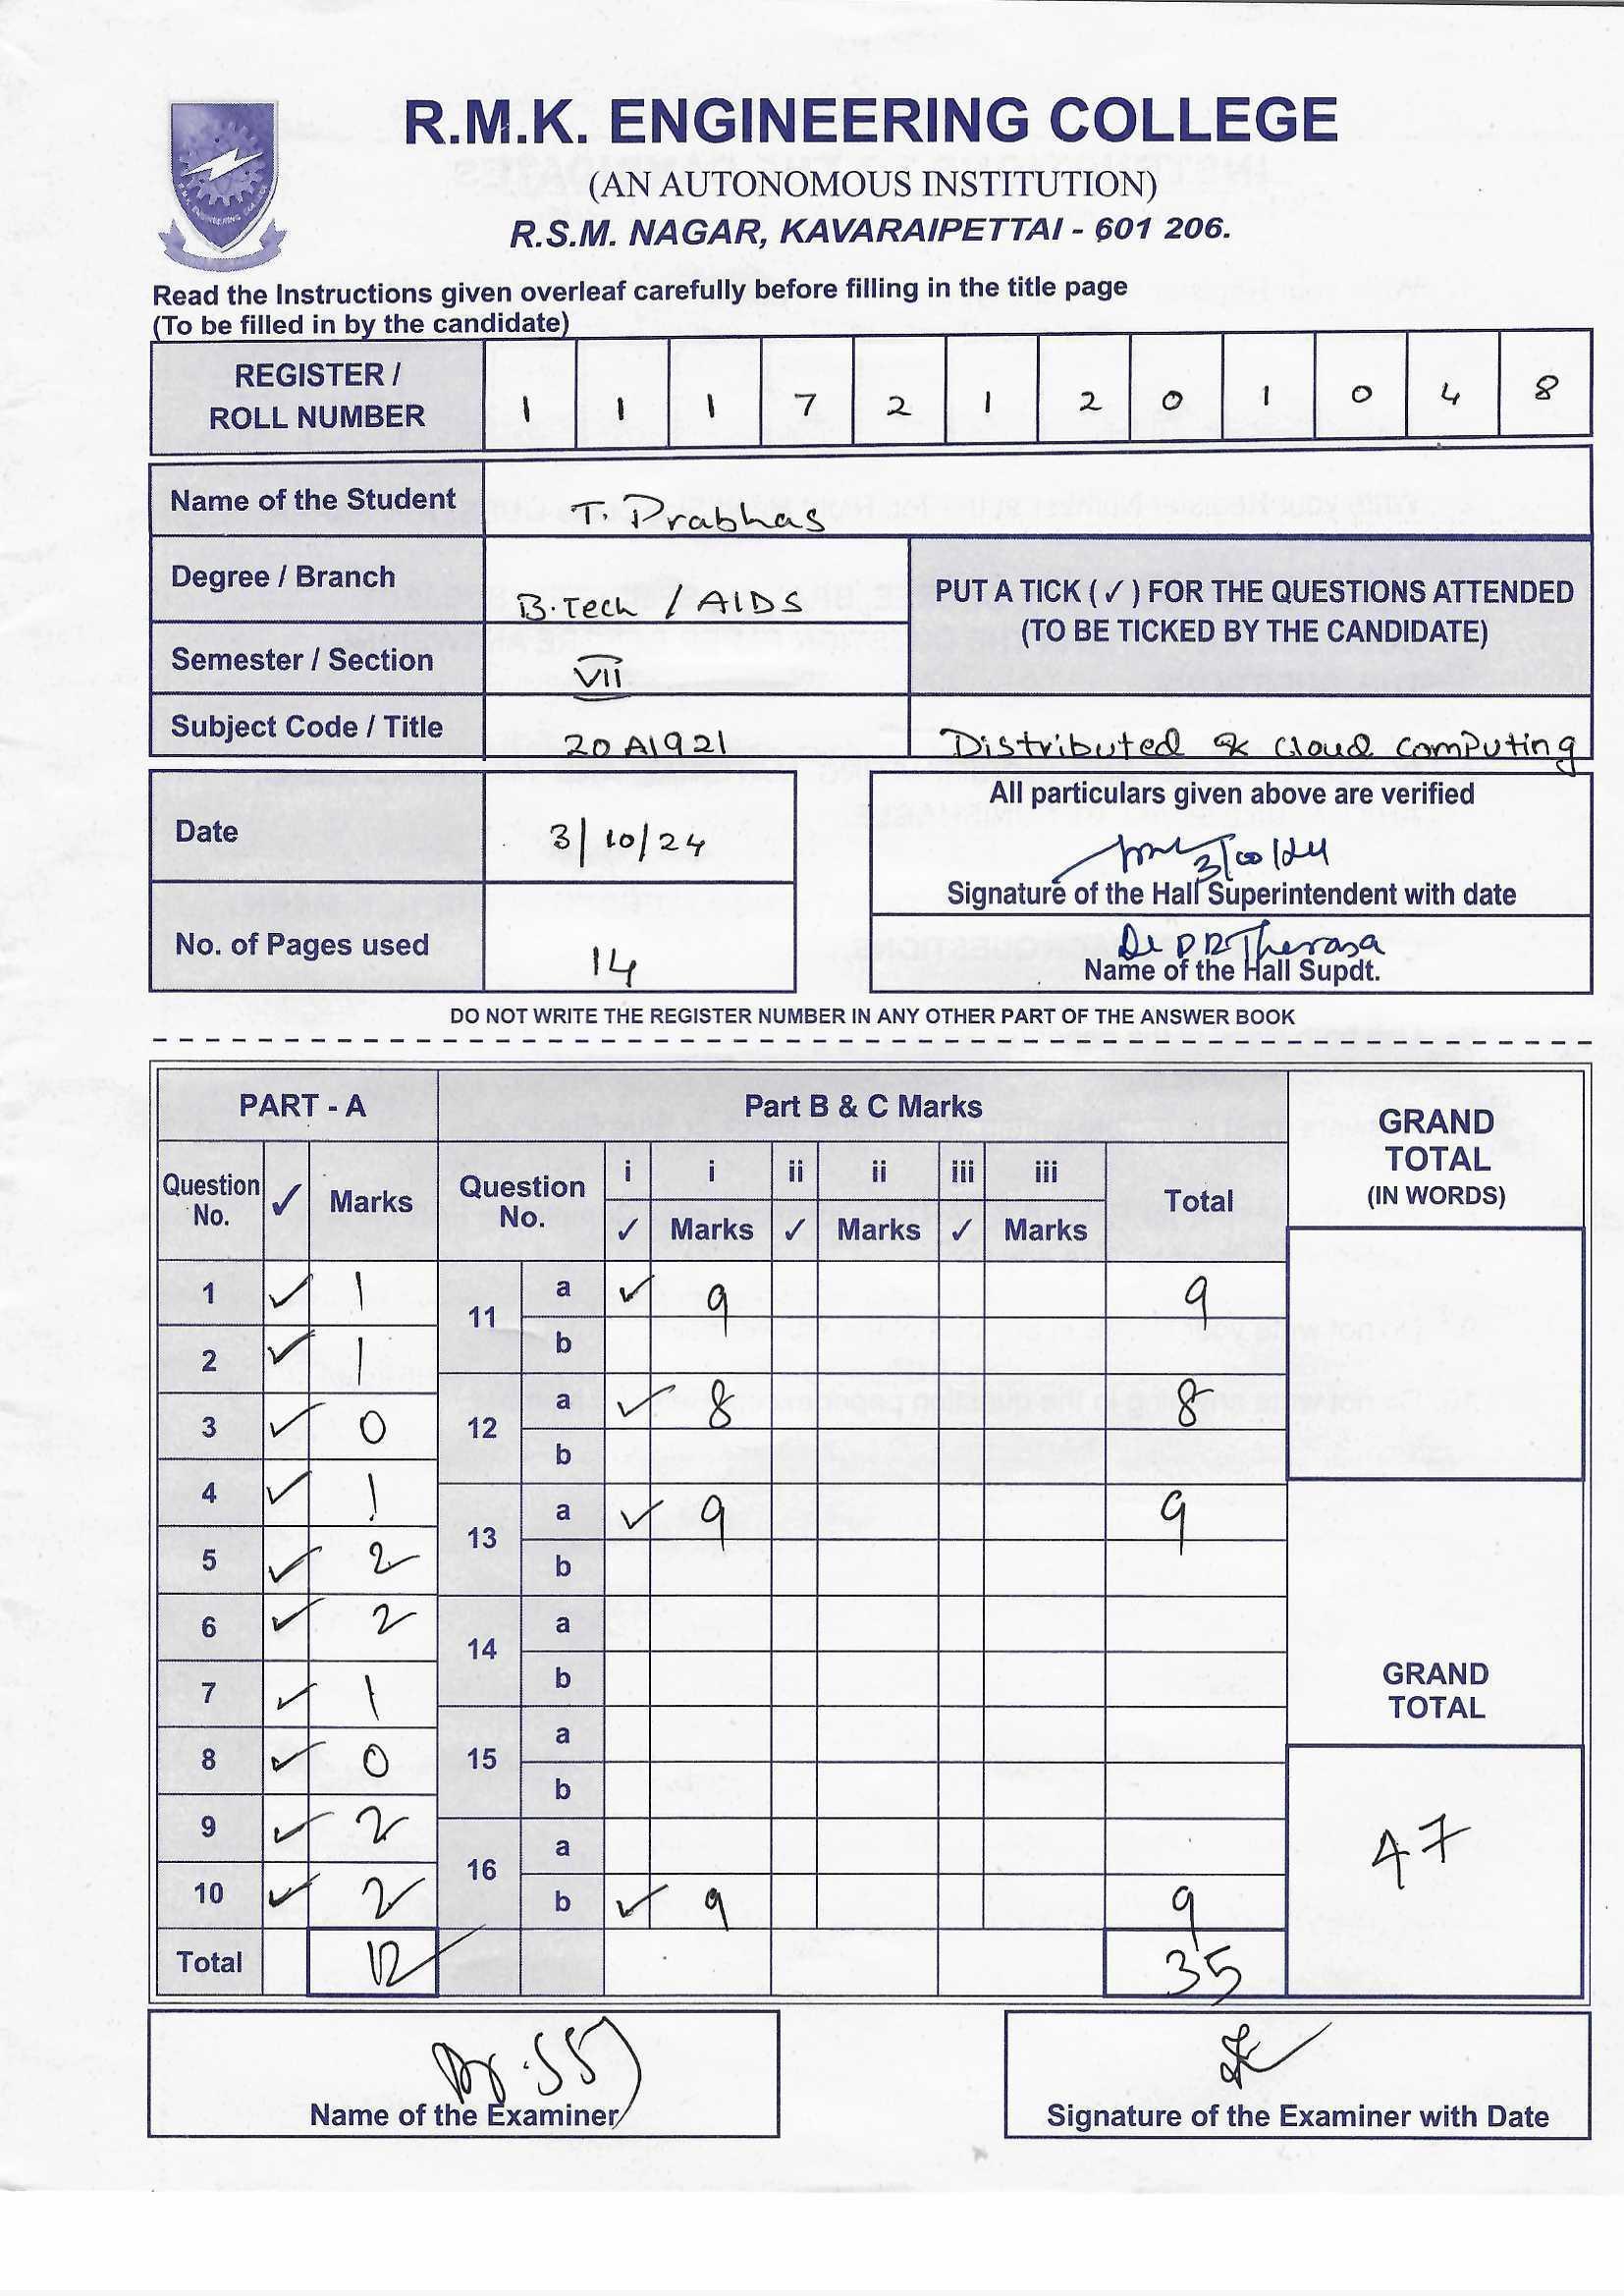 R.M.K. ENGINEERING COLLEGE
(AN AUTONOMOUS INSTITUTION)
R.S.M. NAGAR, KAVARAIPETTAI - 601 206.
R.M.K. ENGINEERING COLLEGE
Read the Instructions given overleaf carefully before filling in the title page
(To be filled in by the candidate)
REGISTER / ROLL NUMBER 1 1 1 7 2 1 2 0 1 0 4 8
Name of the Student T. Prabhas
Degree / Branch B.Tech / AIDS
PUT A TICK ( ✓ ) FOR THE QUESTIONS ATTENDED
(TO BE TICKED BY THE CANDIDATE)
Semester / Section VII
Subject Code / Title 20AI921 Distributed & cloud computing
All particulars given above are verified
Date 3/10/24
3/10/24
Signature of the Hall Superintendent with date
No. of Pages used 14
Name of the Hall Supdt.
DO NOT WRITE THE REGISTER NUMBER IN ANY OTHER PART OF THE ANSWER BOOK
PART - A Part B & C Marks GRAND TOTAL (IN WORDS)
Question No. ✓ Marks Question No. i ✓ i Marks ii ✓ ii Marks iii ✓ iii Marks Total
1 ✓ 1 11 a ✓ 9 9
2 ✓ 1 b
3 ✓ 0 12 a ✓ 8 8
b
4 ✓ 1 13 a ✓ 9 9
5 ✓ 2 b
6 ✓ 2 14 a
7 ✓ 1 b
GRAND TOTAL
8 ✓ 0 15 a
b
9 ✓ 2 16 a
47
10 ✓ 2 b ✓ 9 9
Total 12 35
Name of the Examiner
Signature of the Examiner with Date